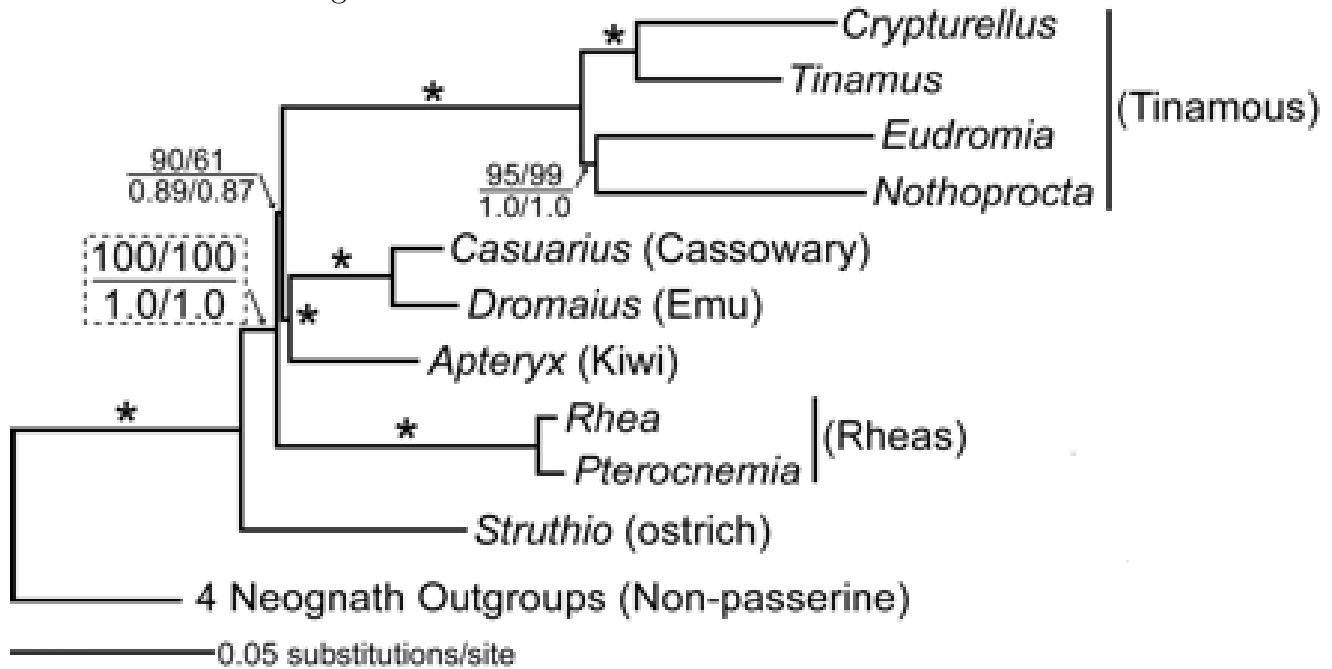 *
Crypturellus
*
Tinamus
(Tinamous)
Eudromia
90/61
0.89/0.87
95/99
1.0/1.0
Nothoprocta
100/100
1.0/1.0
*
Casuarius (Cassowary)
Dromaius (Emu)
*
Apteryx (Kiwi)
*
*
Rhea
(Rheas)
Pterocnemia
Struthio (ostrich)
4 Neognath Outgroups (Non-passerine)
0.05 substitutions/site